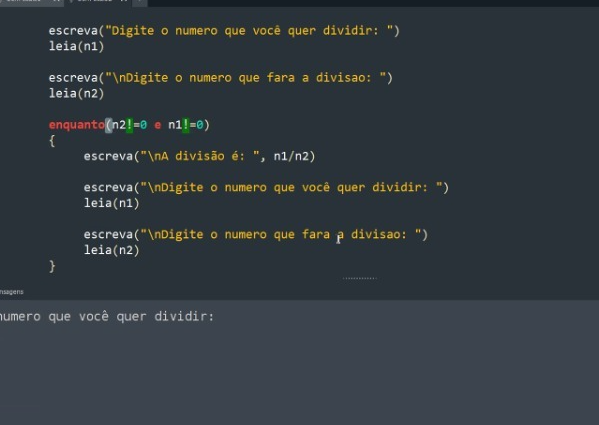 escreva("Digite o numero que você quer dividir: ")
leia(n1)
escreva("\nDigite o numero que fara a divisao: ")
leia(n2)
enquanto(n2!=0 e n1!=0)
{
escreva("\nA divisão é: ", n1/n2)
escreva("\nDigite o numero que você quer dividir: ")
leia(n1)
escreva("\nDigite o numero que fara a divisao: ")
leia(n2)
}
nsagens
numero que você quer dividir: